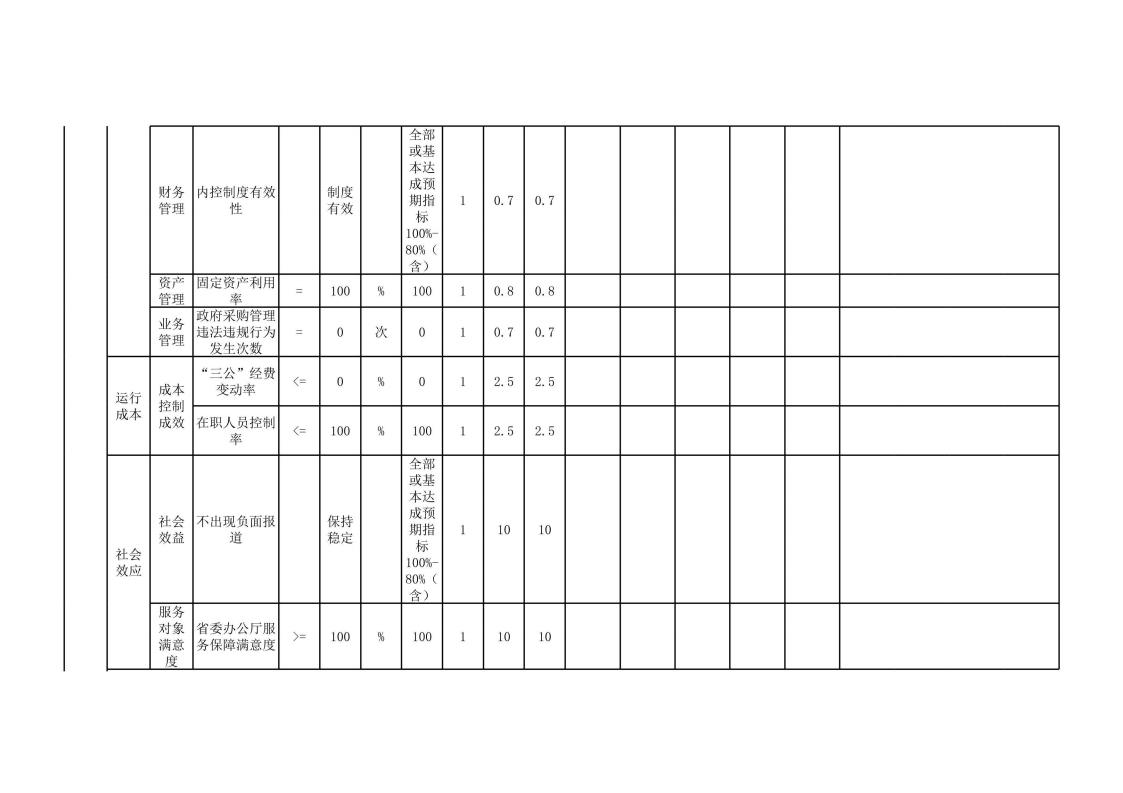 财务
管理
内控制度有效
性
制度
有效
全部
或基
本达
成预
期指
标
100%-
80%（
含）
1
0.7
0.7
资产
管理
固定资产利用
率
=
100
%
100
1
0.8
0.8
业务
管理
政府采购管理
违法违规行为
发生次数
=
0
次
0
1
0.7
0.7
运行
成本
成本
控制
成效
“三公”经费
变动率
<=
0
%
0
1
2.5
2.5
在职人员控制
率
<=
100
%
100
1
2.5
2.5
社会
效应
社会
效益
不出现负面报
道
保持
稳定
全部
或基
本达
成预
期指
标
100%-
80%（
含）
1
10
10
服务
对象
满意
度
省委办公厅服
务保障满意度
>=
100
%
100
1
10
10